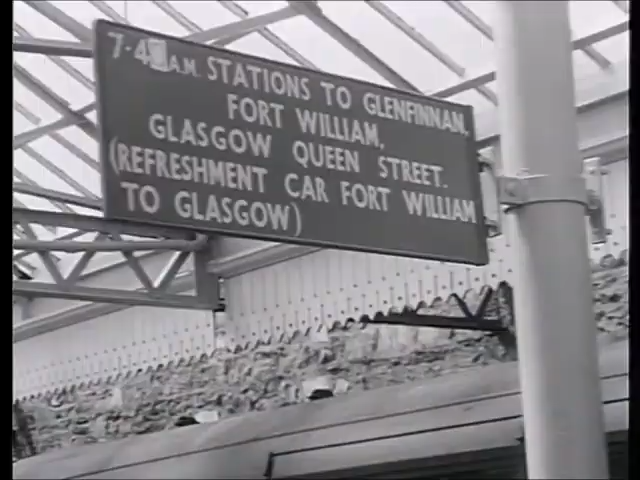 7-4 A.M. STATIONS TO GLENFINNAN,
FORT WILLIAM,
GLASGOW QUEEN STREET.
(REFRESHMENT CAR FORT WILLIAM
TO GLASGOW)